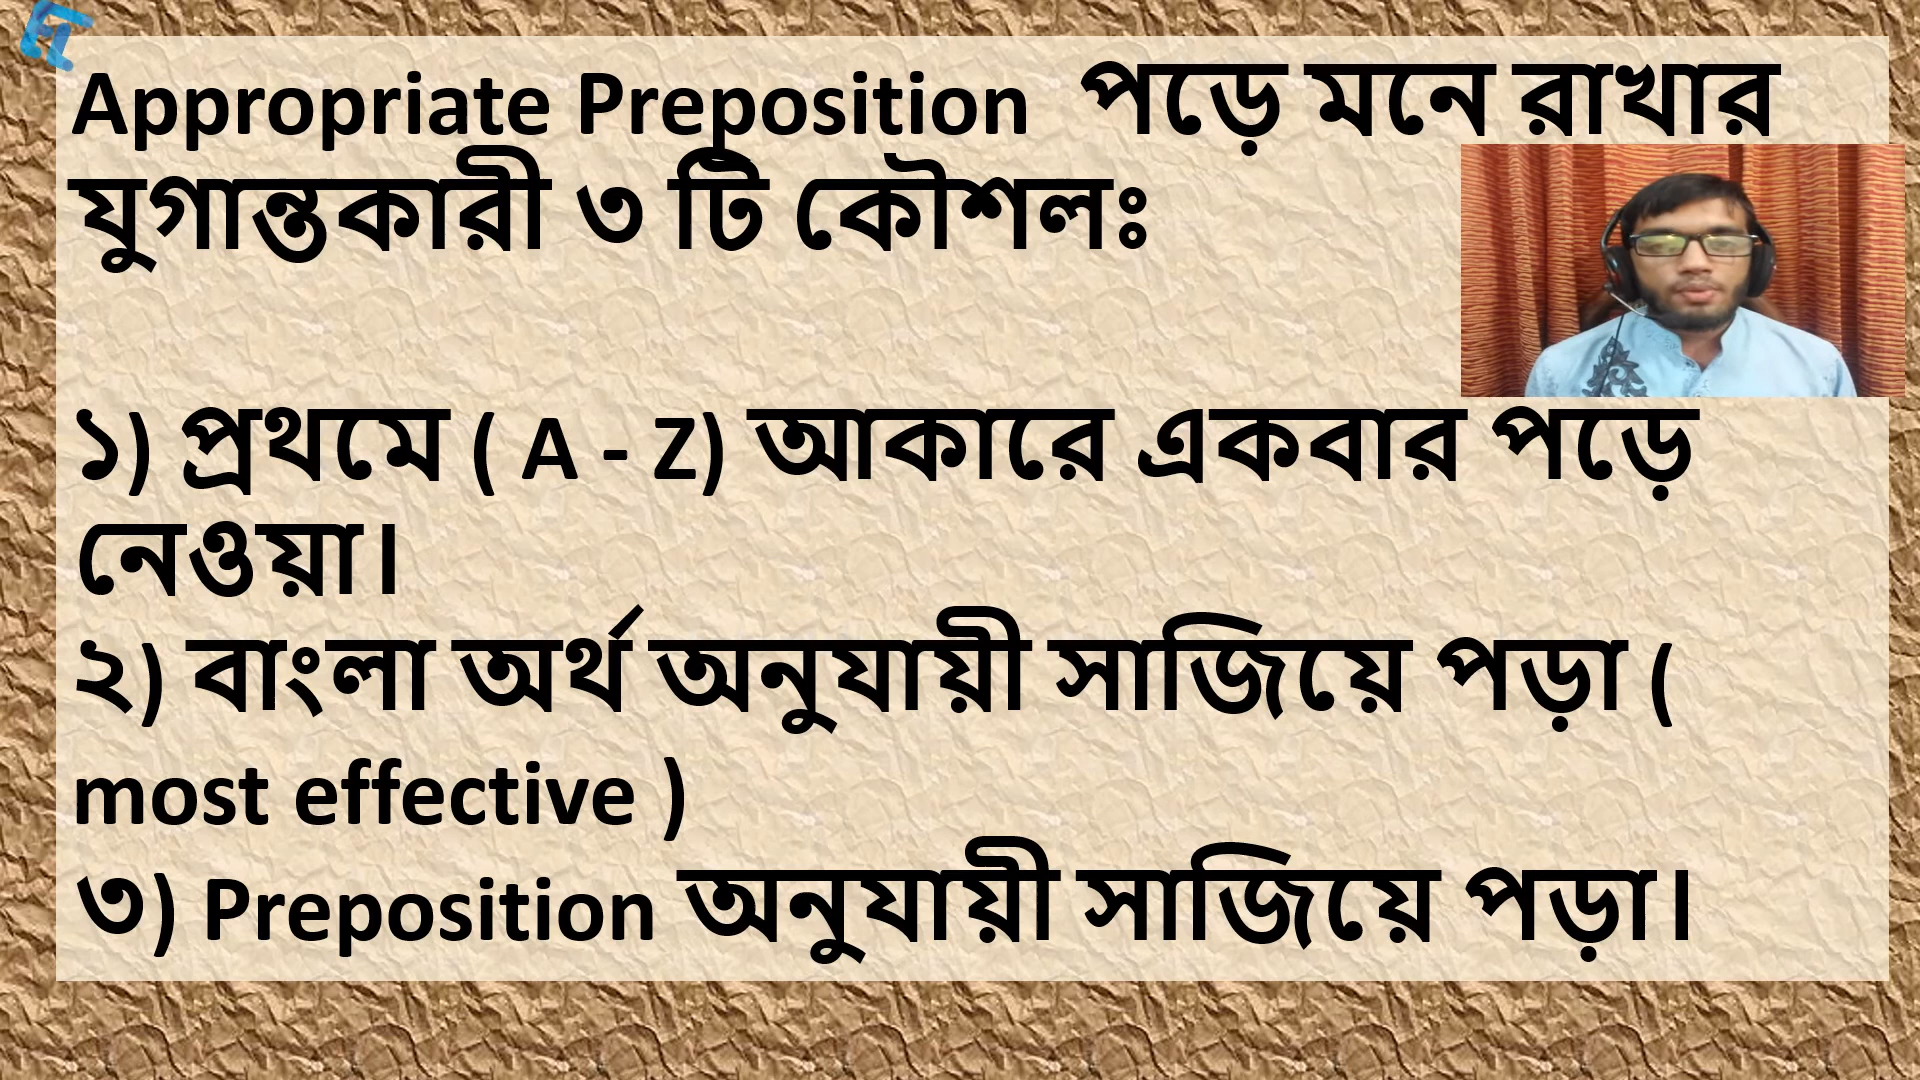 Appropriate Preposition পড়ে মনে রাখার
যুগান্তকারী ৩ টি কৌশলঃ
১) প্রথমে ( A - Z) আকারে একবার পড়ে
নেওয়া।
২) বাংলা অর্থ অনুযায়ী সাজিয়ে পড়া (
most effective )
৩) Preposition অনুযায়ী সাজিয়ে পড়া।